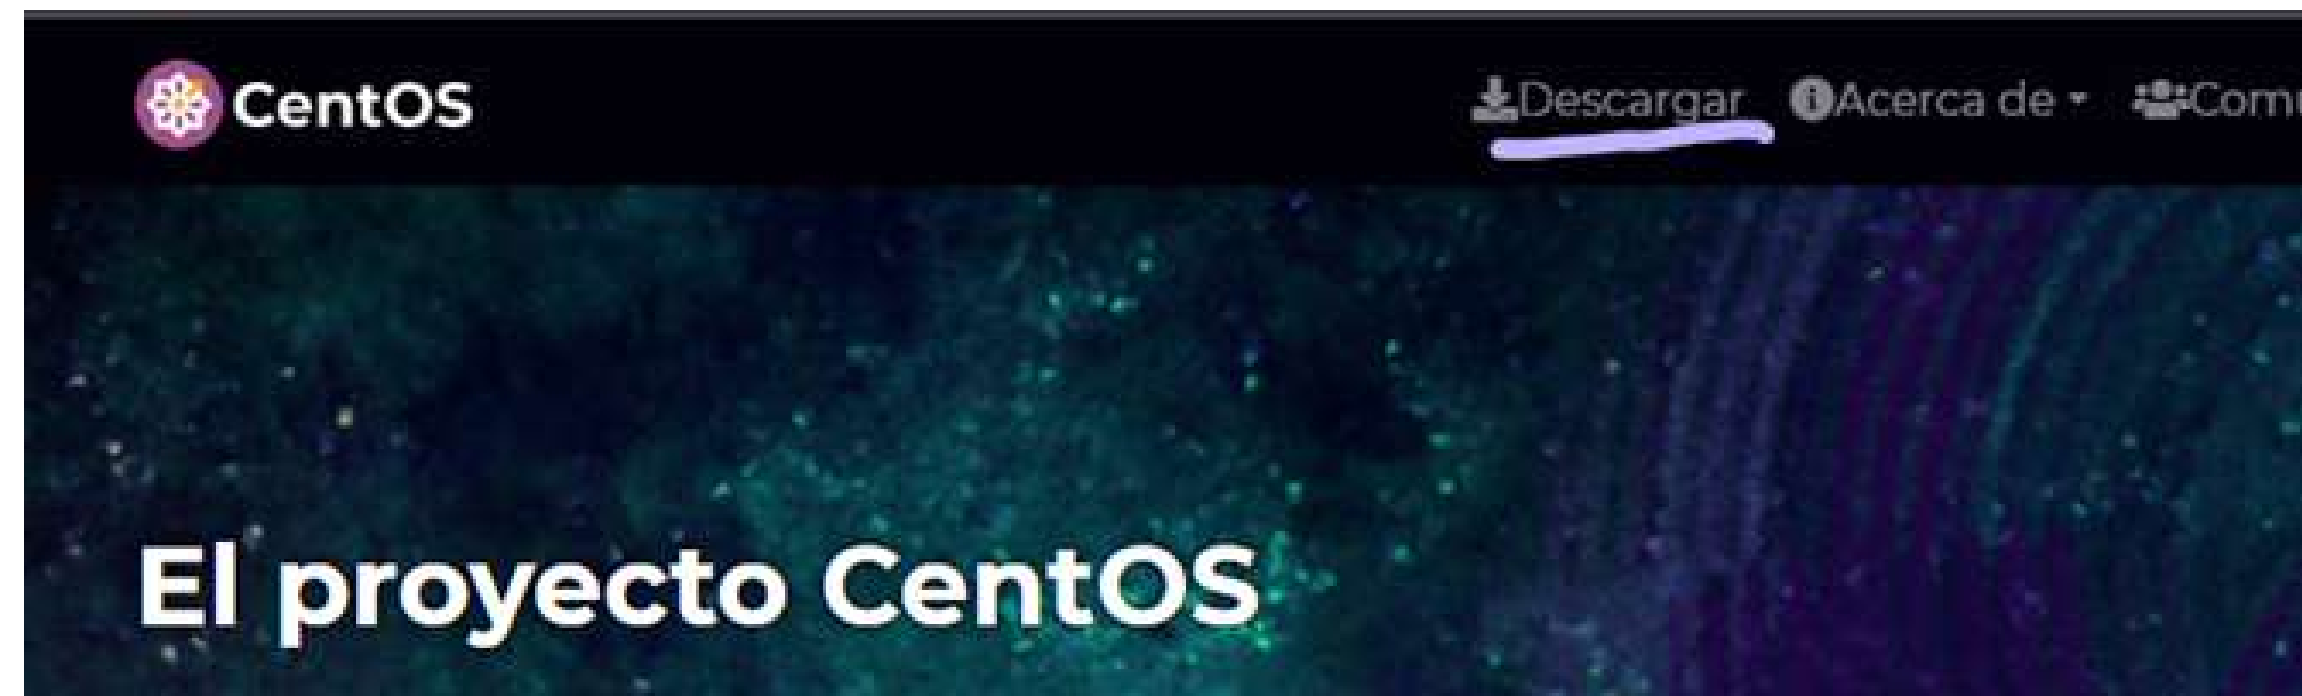 CentOS Descargar Acerca de
El proyecto CentOS